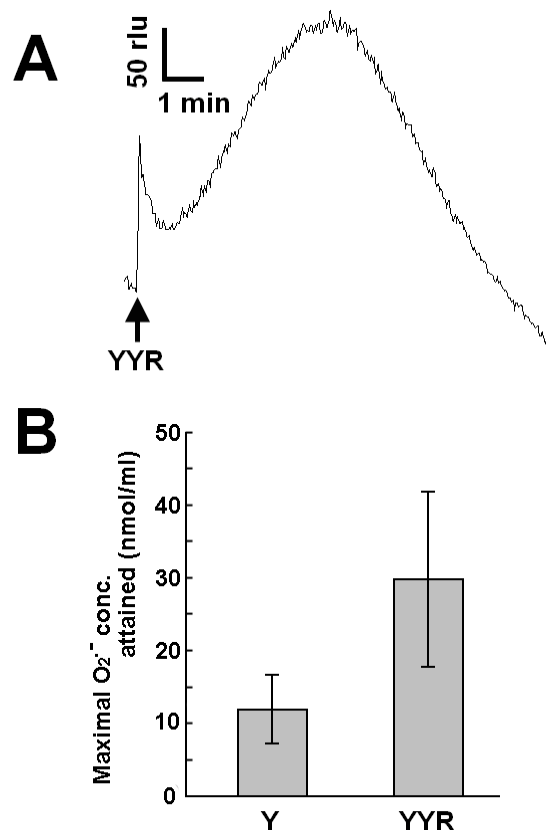 A
50 rlu
1 min
YYR
B
Maximal O₂·⁻ conc.
attained (nmol/ml)
50
40
30
20
10
0
Y
YYR